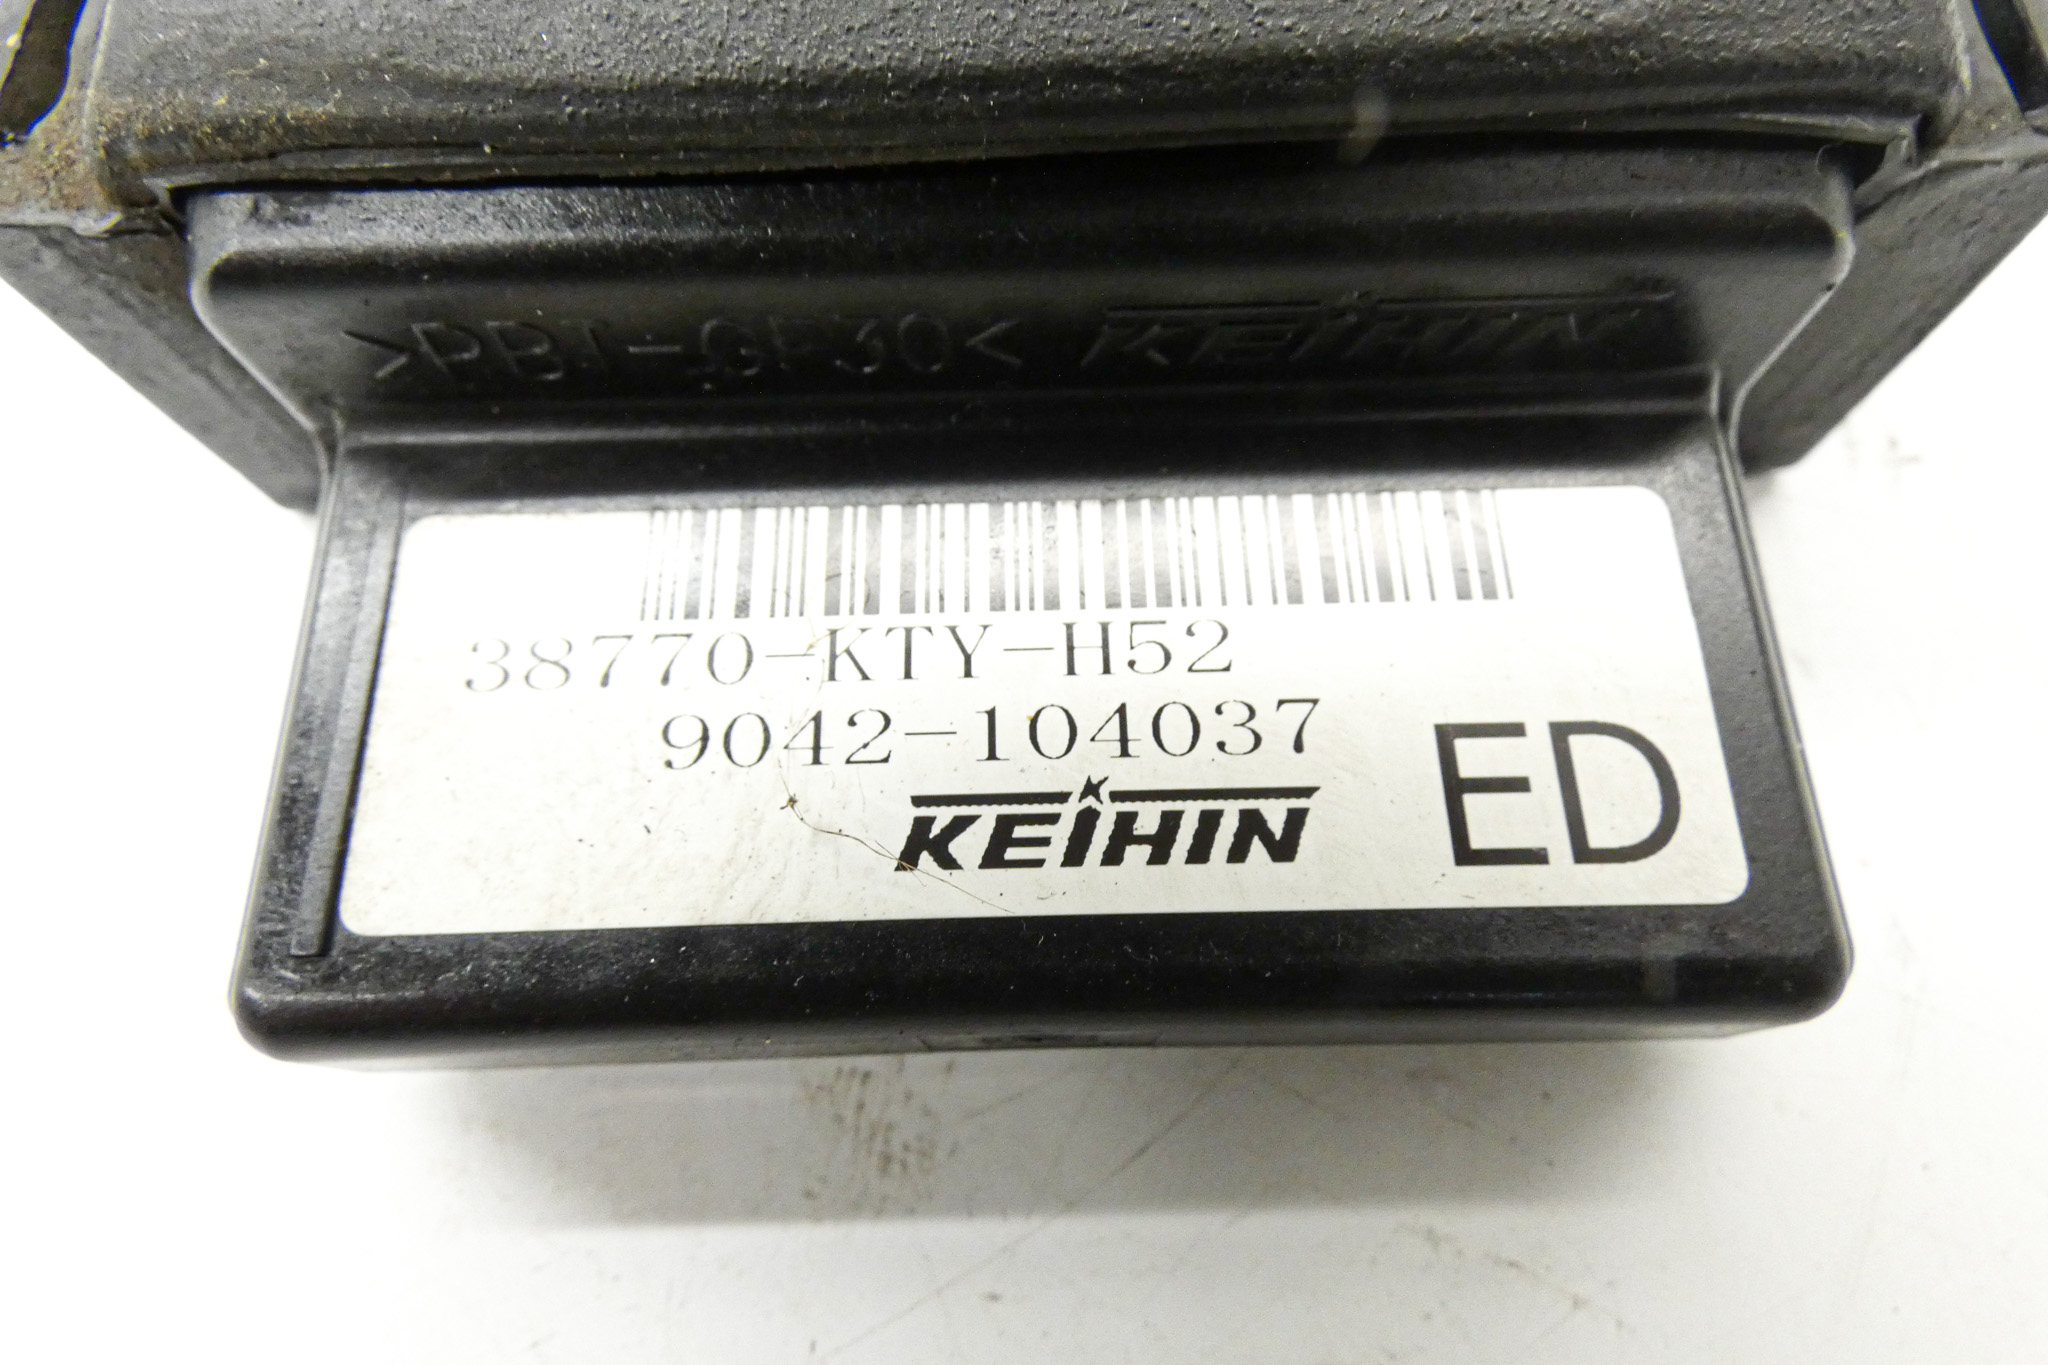 >PBT-GF30< KEIHIN
38770-KTY-H52
9042-104037
KEIHIN
ED